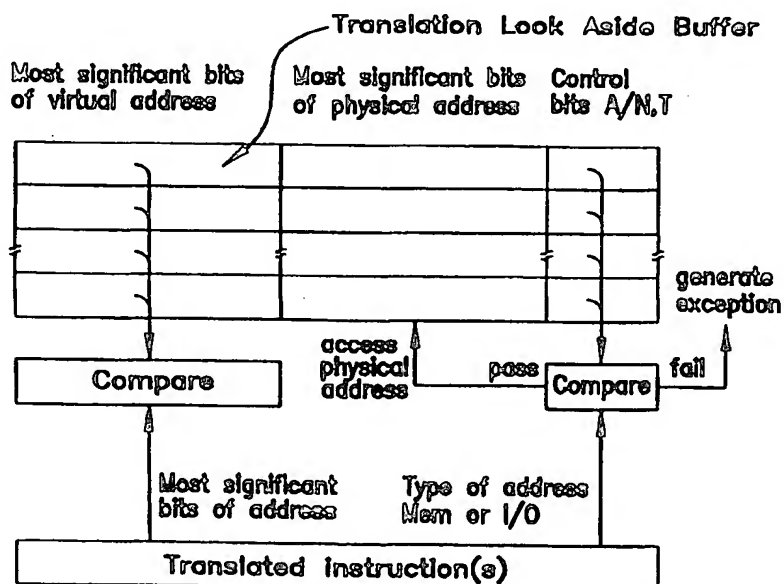 Translation Look Aside Buffer
Most significant bits
of virtual address
Most significant bits
of physical address
Control
bits A/N,T
generate
exception
access
physical
address
pass
fail
Compare
Compare
Most significant
bits of address
Type of address
Mem or I/O
Translated instruction(s)